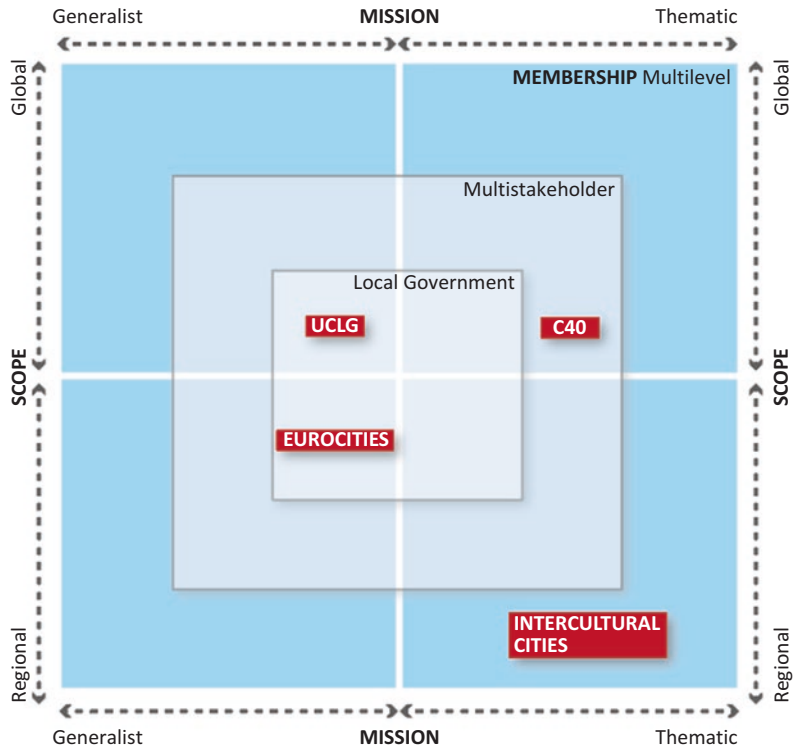 Generalist MISSION Thematic
Global
Global
MEMBERSHIP Multilevel
Multistakeholder
Local Government
UCLG
C40
SCOPE
SCOPE
EUROCITIES
INTERCULTURAL
CITIES
Regional
Regional
Generalist MISSION Thematic